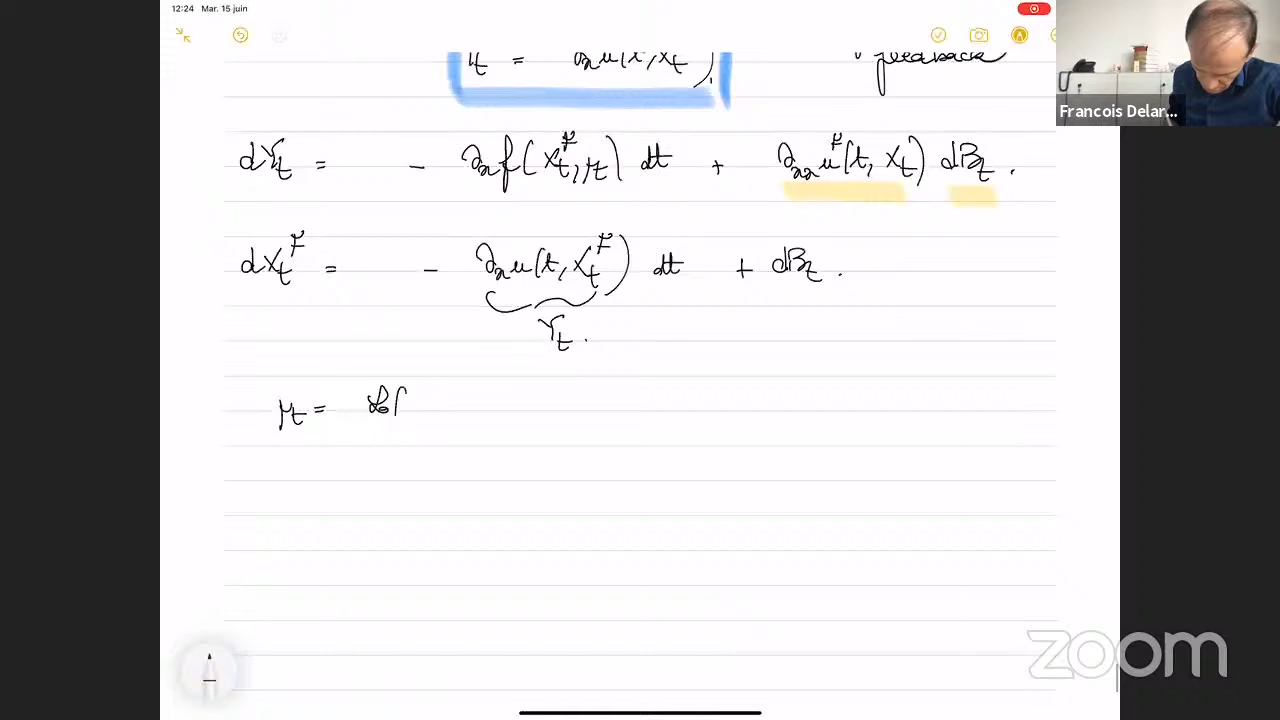 12:24 Mar. 15 juin
Y_t = ∂_x u(t, X_t) feedback
dY_t = - ∂_x f(X_t^F, μ_t) dt + ∂_xx u^F(t, X_t) dB_t.
dX_t^F = - ∂_x u(t, X_t^F) dt + dB_t.
Y_t.
μ_t = ℒ(
Francois Delar...
zoom